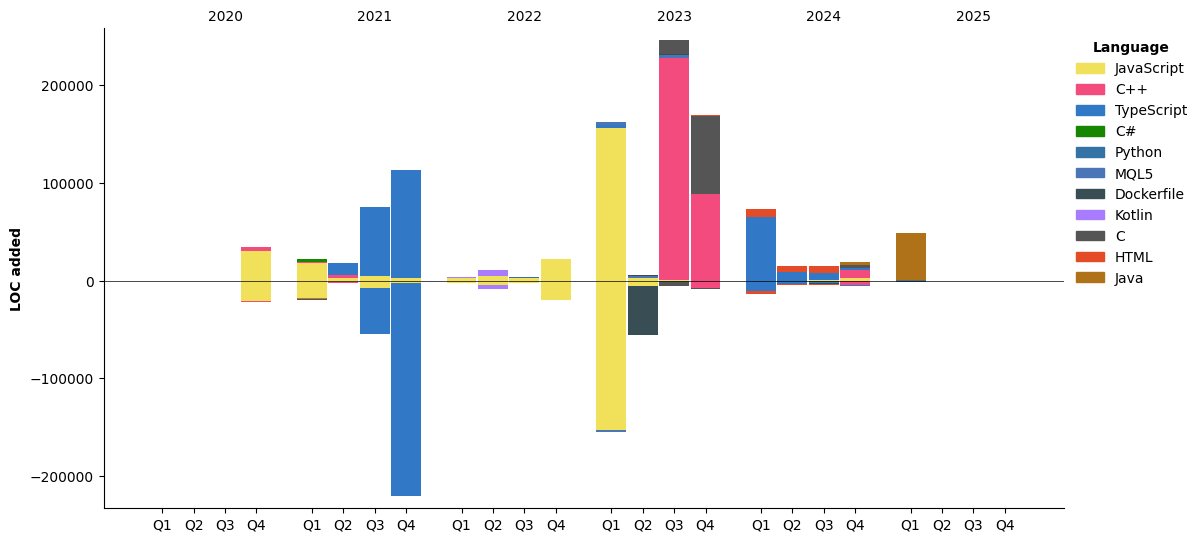 2020 2021 2022 2023 2024 2025
LOC added
200000
100000
0
−100000
−200000
Q1 Q2 Q3 Q4 Q1 Q2 Q3 Q4 Q1 Q2 Q3 Q4 Q1 Q2 Q3 Q4 Q1 Q2 Q3 Q4 Q1 Q2 Q3 Q4
Language
JavaScript
C++
TypeScript
C#
Python
MQL5
Dockerfile
Kotlin
C
HTML
Java